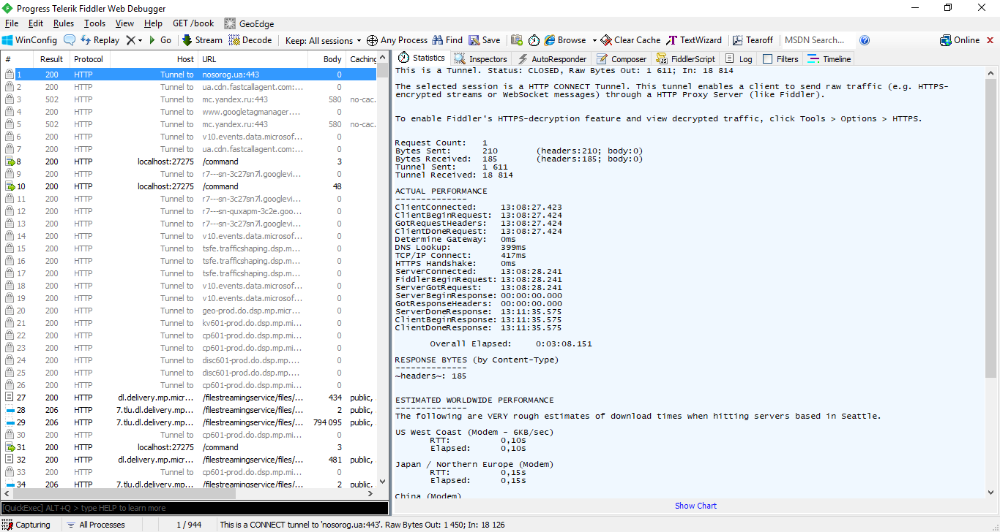 Progress Telerik Fiddler Web Debugger
File Edit Rules Tools View Help GET /book GeoEdge
WinConfig Replay Go Stream Decode Keep: All sessions Any Process Find Save Browse Clear Cache TextWizard Tearoff MSDN Search... Online
# Result Protocol Host URL Body Caching
1 200 HTTP Tunnel to nosorog.ua:443 0
2 200 HTTP Tunnel to ua.cdn.fastcallagent.com:... 0
3 502 HTTP Tunnel to mc.yandex.ru:443 580 no-cac.
4 200 HTTP Tunnel to www.googletagmanager.... 0
5 502 HTTP Tunnel to mc.yandex.ru:443 580 no-cac.
6 200 HTTP Tunnel to v10.events.data.microsof... 0
7 200 HTTP Tunnel to ua.cdn.fastcallagent.com:... 0
8 200 HTTP localhost:27275 /command 3
9 200 HTTP Tunnel to r7---sn-3c27sn7l.googlevi... 0
10 200 HTTP localhost:27275 /command 48
11 200 HTTP Tunnel to r7---sn-3c27sn7l.googlevi... 0
12 200 HTTP Tunnel to r7---sn-quxapm-3c2e.goo... 0
13 200 HTTP Tunnel to r7---sn-3c27sn7l.googlevi... 0
14 200 HTTP Tunnel to v10.events.data.microsof... 0
15 200 HTTP Tunnel to tsfe.trafficshaping.dsp.m... 0
16 200 HTTP Tunnel to tsfe.trafficshaping.dsp.m... 0
17 200 HTTP Tunnel to tsfe.trafficshaping.dsp.m... 0
18 200 HTTP Tunnel to v10.events.data.microsof... 0
19 200 HTTP Tunnel to v10.events.data.microsof... 0
20 200 HTTP Tunnel to geo-prod.do.dsp.mp.micr... 0
21 200 HTTP Tunnel to kv601-prod.do.dsp.mp.mi... 0
22 200 HTTP Tunnel to cp601-prod.do.dsp.mp.mi... 0
23 200 HTTP Tunnel to cp601-prod.do.dsp.mp.mi... 0
24 200 HTTP Tunnel to disc601-prod.do.dsp.mp.... 0
25 200 HTTP Tunnel to disc601-prod.do.dsp.mp.... 0
26 200 HTTP Tunnel to cp601-prod.do.dsp.mp.mi... 0
27 200 HTTP dl.delivery.mp.micr... /filestreamingservice/files/... 434 public,
28 206 HTTP 7.tlu.dl.delivery.mp... /filestreamingservice/files/... 2 public,
29 206 HTTP 7.tlu.dl.delivery.mp... /filestreamingservice/files/... 794 095 public,
30 200 HTTP Tunnel to cp601-prod.do.dsp.mp.mi... 0
31 200 HTTP localhost:27275 /command 3
32 200 HTTP dl.delivery.mp.micr... /filestreamingservice/files/... 481 public,
33 200 HTTP Tunnel to cp601-prod.do.dsp.mp.mi... 0
34 206 HTTP 7.tlu.dl.delivery.mp... /filestreamingservice/files/... 2 public,
[QuickExec] ALT+Q > type HELP to learn more
Statistics Inspectors AutoResponder Composer FiddlerScript Log Filters Timeline
This is a Tunnel. Status: CLOSED, Raw Bytes Out: 1 611; In: 18 814
The selected session is a HTTP CONNECT Tunnel. This tunnel enables a client to send raw traffic (e.g. HTTPS-
encrypted streams or WebSocket messages) through a HTTP Proxy Server (like Fiddler).
To enable Fiddler's HTTPS-decryption feature and view decrypted traffic, click Tools > Options > HTTPS.
Request Count: 1
Bytes Sent: 210 (headers:210; body:0)
Bytes Received: 185 (headers:185; body:0)
Tunnel Sent: 1 611
Tunnel Received: 18 814
ACTUAL PERFORMANCE
--------------
ClientConnected: 13:08:27.423
ClientBeginRequest: 13:08:27.424
GotRequestHeaders: 13:08:27.424
ClientDoneRequest: 13:08:27.424
Determine Gateway: 0ms
DNS Lookup: 399ms
TCP/IP Connect: 417ms
HTTPS Handshake: 0ms
ServerConnected: 13:08:28.241
FiddlerBeginRequest: 13:08:28.241
ServerGotRequest: 13:08:28.241
ServerBeginResponse: 00:00:00.000
GotResponseHeaders: 00:00:00.000
ServerDoneResponse: 13:11:35.575
ClientBeginResponse: 13:11:35.575
ClientDoneResponse: 13:11:35.575
Overall Elapsed: 0:03:08.151
RESPONSE BYTES (by Content-Type)
--------------
~headers~: 185
ESTIMATED WORLDWIDE PERFORMANCE
--------------
The following are VERY rough estimates of download times when hitting servers based in Seattle.
US West Coast (Modem - 6KB/sec)
RTT: 0,10s
Elapsed: 0,10s
Japan / Northern Europe (Modem)
RTT: 0,15s
Elapsed: 0,15s
China (Modem)
Show Chart
Capturing All Processes 1 / 944 This is a CONNECT tunnel to 'nosorog.ua:443'. Raw Bytes Out: 1 450; In: 18 126